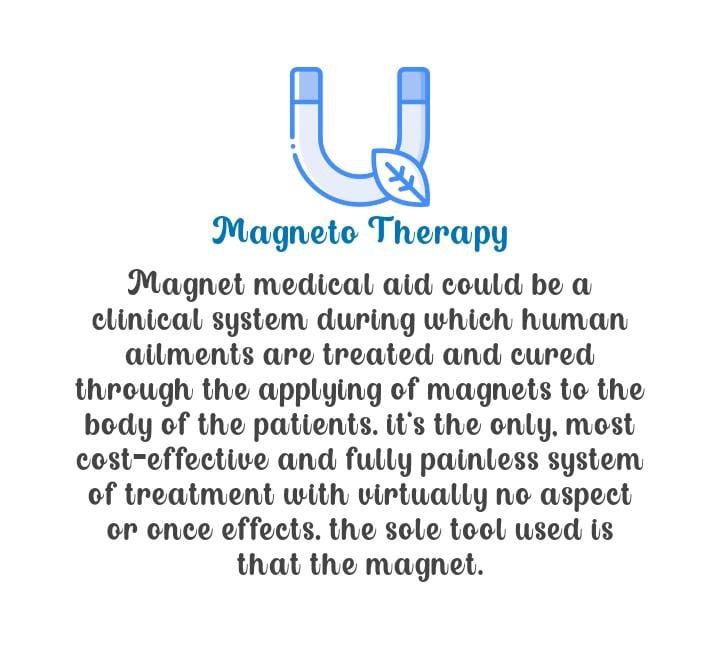 Magneto Therapy
Magnet medical aid could be a
clinical system during which human
ailments are treated and cured
through the applying of magnets to the
body of the patients. it's the only, most
cost-effective and fully painless system
of treatment with virtually no aspect
or once effects. the sole tool used is
that the magnet.